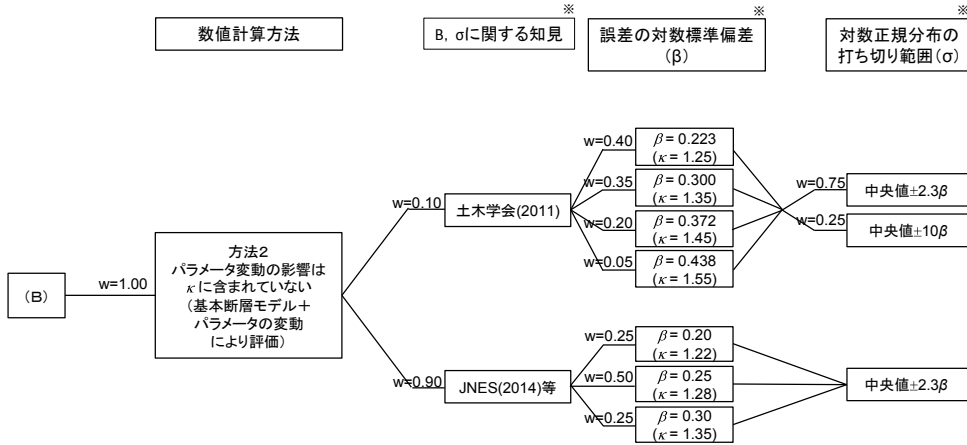 ※
※
※
数値計算方法
B, σに関する知見
誤差の対数標準偏差
(β)
対数正規分布の
打ち切り範囲(σ)
w=0.40
β = 0.223
(κ = 1.25)
w=0.35
β = 0.300
(κ = 1.35)
w=0.20
β = 0.372
(κ = 1.45)
w=0.05
β = 0.438
(κ = 1.55)
w=0.75
中央値±2.3β
w=0.25
中央値±10β
w=0.10
土木学会(2011)
(B)
w=1.00
方法2
パラメータ変動の影響は
κに含まれていない
(基本断層モデル+
パラメータの変動
により評価)
w=0.90
JNES(2014)等
w=0.25
β = 0.20
(κ = 1.22)
w=0.50
β = 0.25
(κ = 1.28)
w=0.25
β = 0.30
(κ = 1.35)
中央値±2.3β